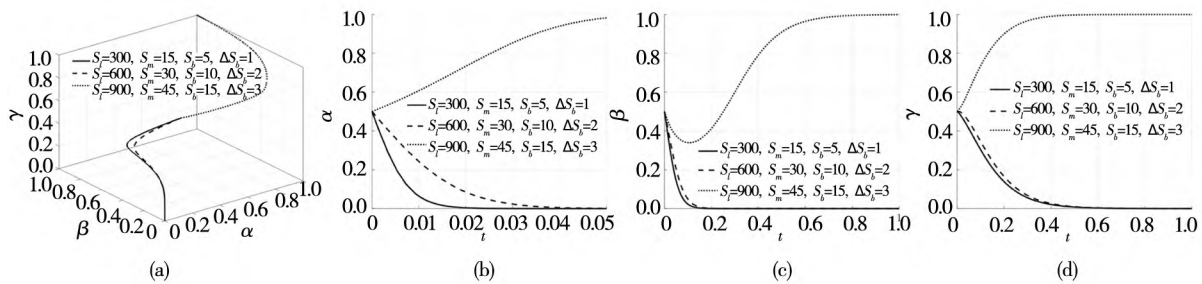 1.0
0.8
0.6
0.4
0.2
0.0
γ
1.0
0.8
0.6
0.4
0.2
0
β
0
0.2
0.4
0.6
0.8
1.0
α
S_l=300, S_m=15, S_b=5, ΔS_b=1
S_l=600, S_m=30, S_b=10, ΔS_b=2
S_l=900, S_m=45, S_b=15, ΔS_b=3
(a)
1.0
0.8
0.6
0.4
0.2
0.0
α
S_l=300, S_m=15, S_b=5, ΔS_b=1
S_l=600, S_m=30, S_b=10, ΔS_b=2
S_l=900, S_m=45, S_b=15, ΔS_b=3
0 0.01 0.02 0.03 0.04 0.05
t
(b)
1.0
0.8
0.6
0.4
0.2
0.0
β
S_l=300, S_m=15, S_b=5, ΔS_b=1
S_l=600, S_m=30, S_b=10, ΔS_b=2
S_l=900, S_m=45, S_b=15, ΔS_b=3
0 0.2 0.4 0.6 0.8 1.0
t
(c)
1.0
0.8
0.6
0.4
0.2
0.0
γ
S_l=300, S_m=15, S_b=5, ΔS_b=1
S_l=600, S_m=30, S_b=10, ΔS_b=2
S_l=900, S_m=45, S_b=15, ΔS_b=3
0 0.2 0.4 0.6 0.8 1.0
t
(d)